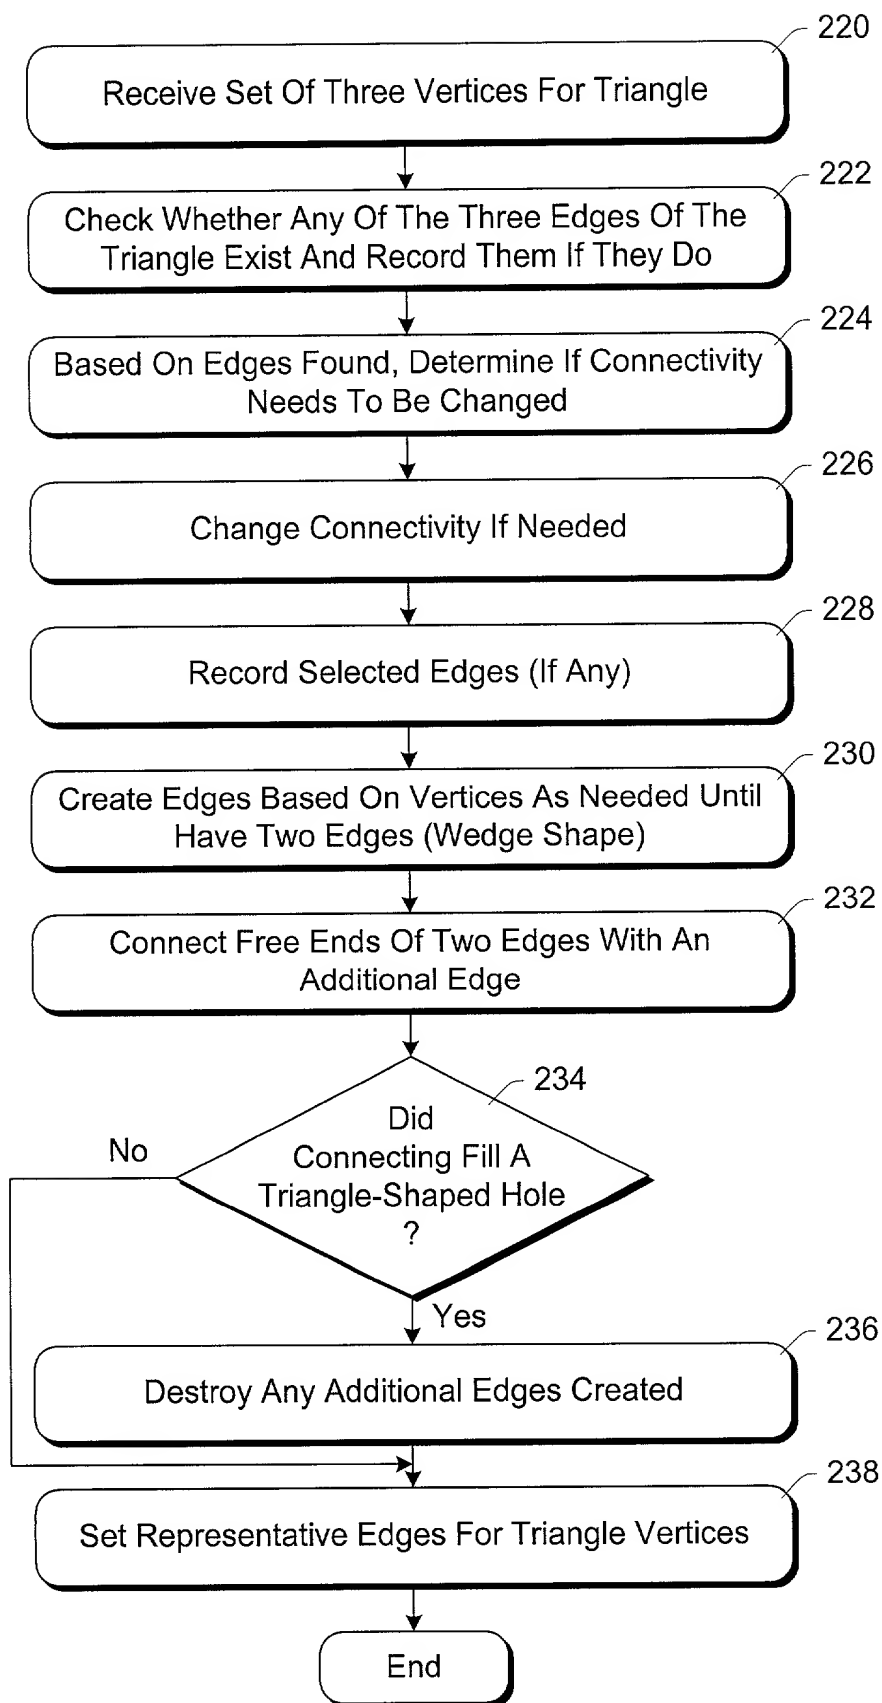 220
Receive Set Of Three Vertices For Triangle
222
Check Whether Any Of The Three Edges Of The
Triangle Exist And Record Them If They Do
224
Based On Edges Found, Determine If Connectivity
Needs To Be Changed
226
Change Connectivity If Needed
228
Record Selected Edges (If Any)
230
Create Edges Based On Vertices As Needed Until
Have Two Edges (Wedge Shape)
232
Connect Free Ends Of Two Edges With An
Additional Edge
234
Did
Connecting Fill A
Triangle-Shaped Hole
?
No
Yes
236
Destroy Any Additional Edges Created
238
Set Representative Edges For Triangle Vertices
End